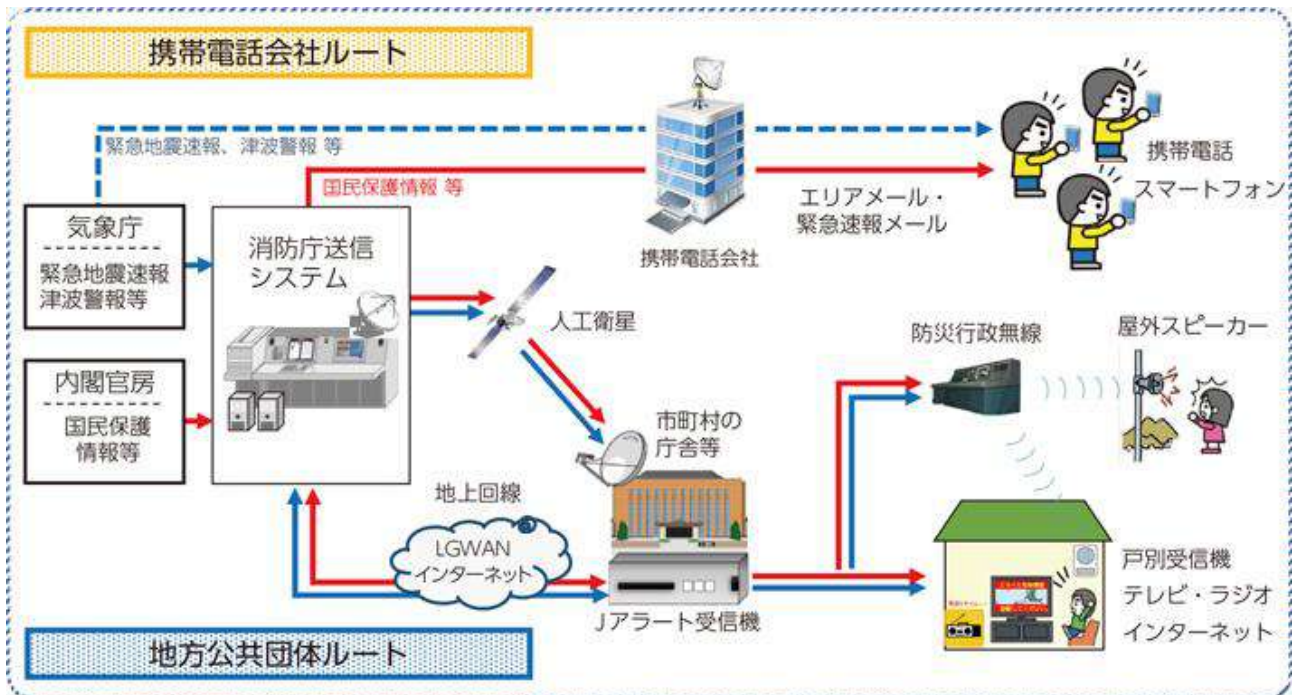 携帯電話会社ルート
緊急地震速報、津波警報 等
国民保護情報 等
携帯電話
スマートフォン
エリアメール・
緊急速報メール
携帯電話会社
気象庁
緊急地震速報
津波警報等
消防庁送信
システム
人工衛星
防災行政無線
屋外スピーカー
内閣官房
国民保護
情報等
市町村の
庁舎等
地上回線
LGWAN
インターネット
Jアラート受信機
戸別受信機
テレビ・ラジオ
インターネット
地方公共団体ルート